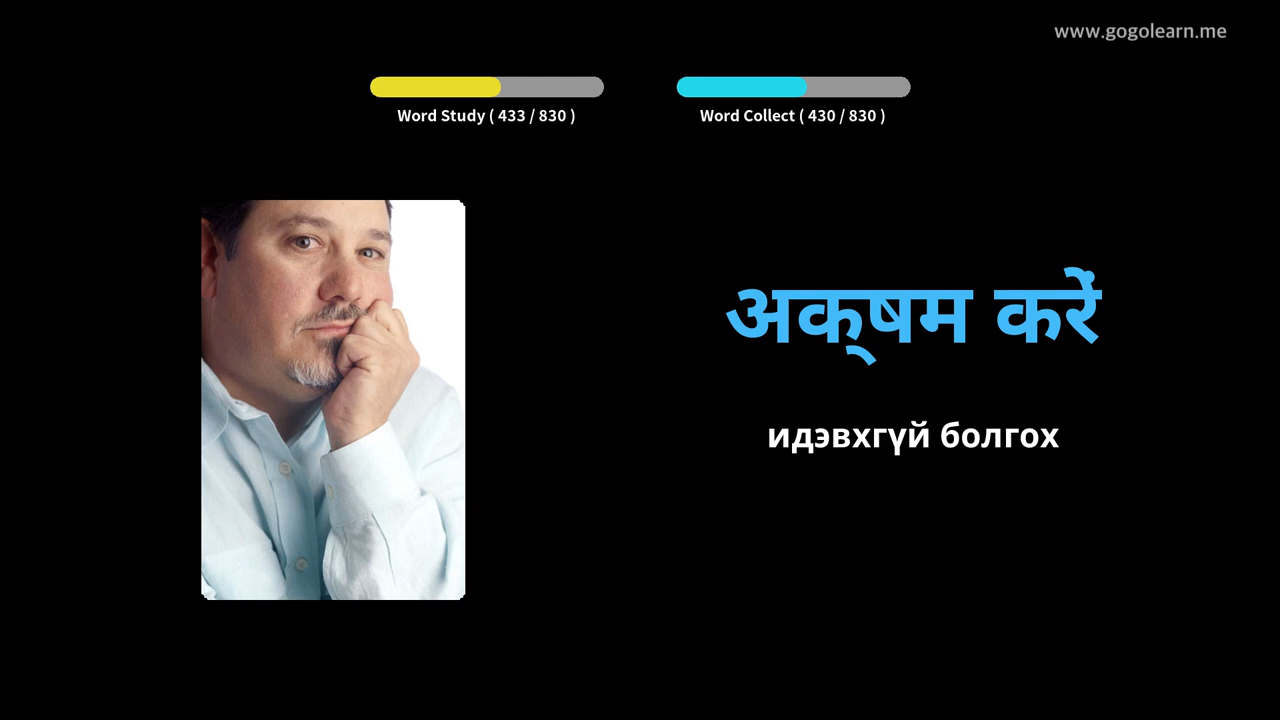 www.gogolearn.me
Word Study ( 433 / 830 )
Word Collect ( 430 / 830 )
अक्‌षम करें
идэвхгүй болгох